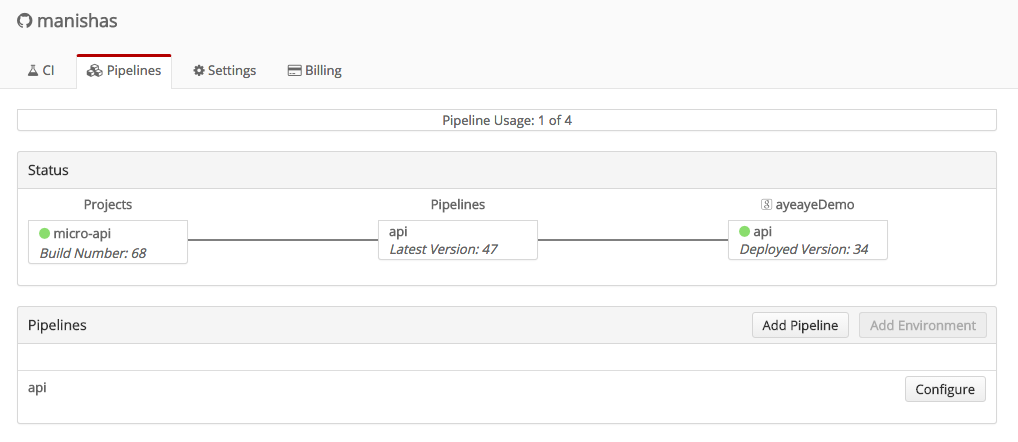 manishas
CI Pipelines Settings Billing
Pipeline Usage: 1 of 4
Status
Projects Pipelines ayeayeDemo
micro-api api api
Build Number: 68 Latest Version: 47 Deployed Version: 34
Pipelines Add Pipeline Add Environment
api Configure